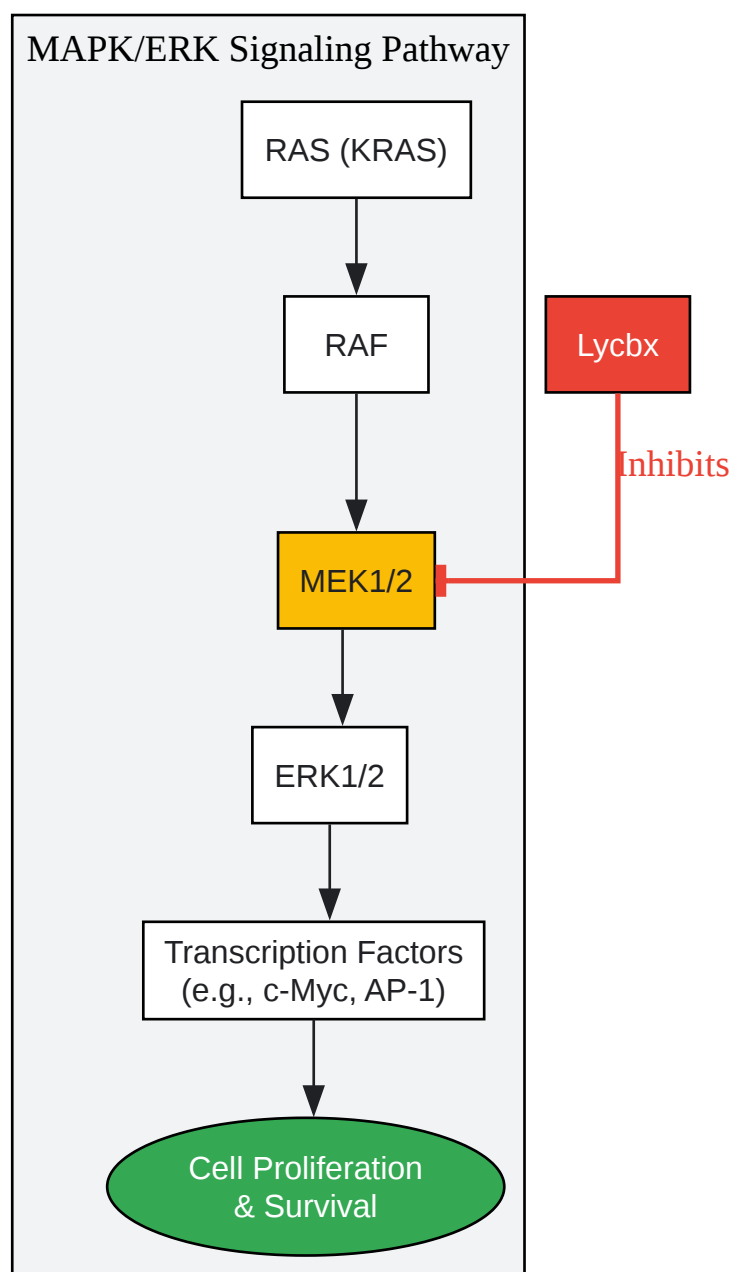 MAPK/ERK Signaling Pathway
RAS (KRAS)
RAF
Lycbx
Inhibits
MEK1/2
ERK1/2
Transcription Factors
(e.g., c-Myc, AP-1)
Cell Proliferation
& Survival